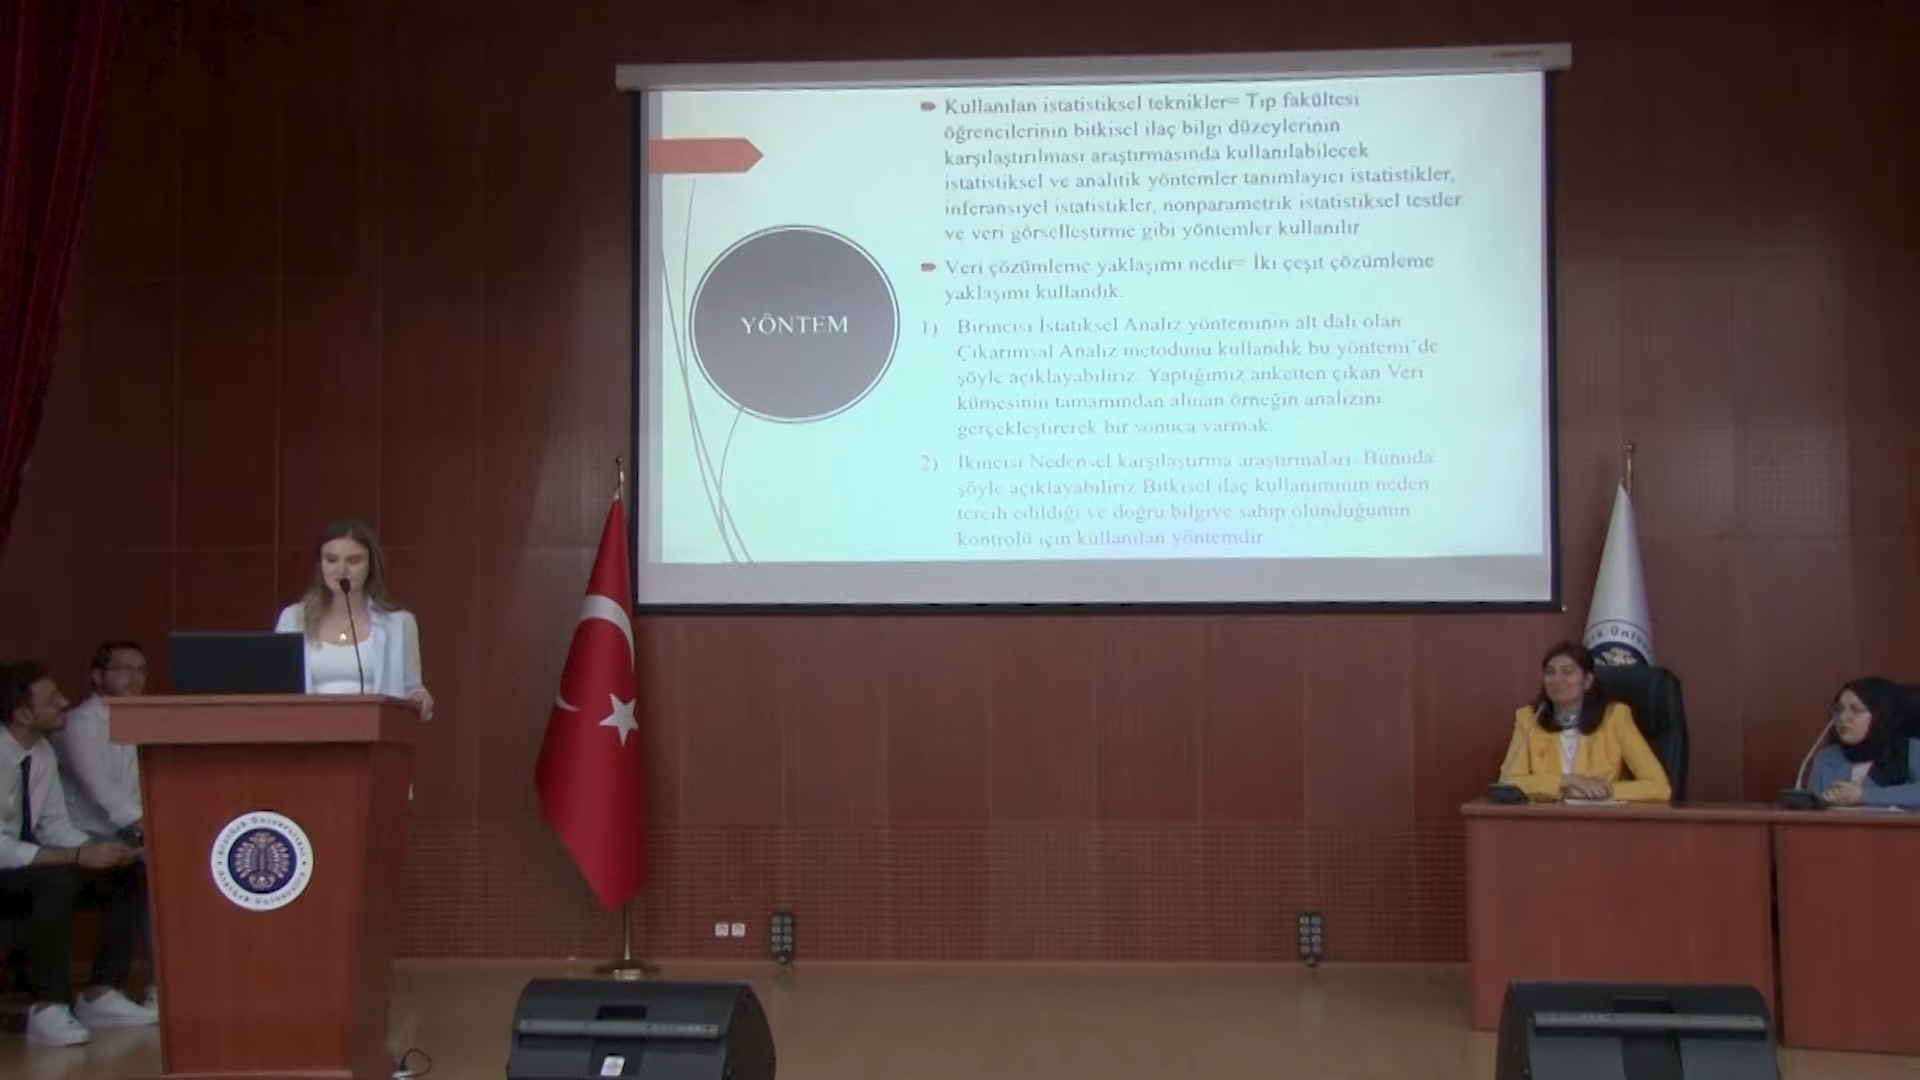 Kullanılan istatistiksel teknikler= Tıp fakültesi
öğrencilerinin bitkisel ilaç bilgi düzeylerinin
karşılaştırılması araştırmasında kullanılabilecek
istatistiksel ve analitik yöntemler tanımlayıcı istatistikler,
inferansiyel istatistikler, nonparametrik istatistiksel testler
ve veri görselleştirme gibi yöntemler kullanılır
Veri çözümleme yaklaşımı nedir= İki çeşit çözümleme
yaklaşımı kullandık.
YÖNTEM
1) Birincisi İstatiksel Analiz yönteminin alt dalı olan
Çıkarımsal Analiz metodunu kullandık bu yöntemi'de
şöyle açıklayabiliriz. Yaptığımız anketten çıkan Veri
kümesinin tamamından alınan örneğin analizini
gerçekleştirerek bir sonuca varmak.
2) İkincisi Nedensel karşılaştırma araştırmaları. Bunuda
şöyle açıklayabiliriz Bitkisel ilaç kullanımının neden
tercih edildiği ve doğru bilgiye sahip olunduğunun
kontrolü için kullanılan yöntemdir
Atatürk Üniversitesi